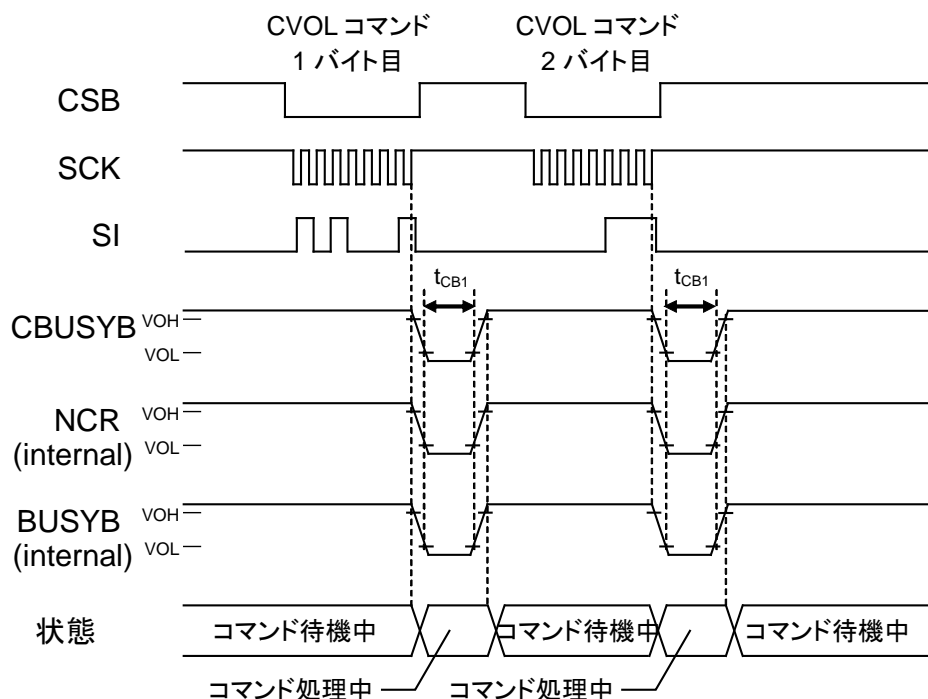 CVOL コマンド
1 バイト目
CVOL コマンド
2 バイト目
CSB
SCK
SI
tCB1
tCB1
CBUSYB
VOH
VOL
NCR
(internal)
VOH
VOL
BUSYB
(internal)
VOH
VOL
状態
コマンド待機中
コマンド待機中
コマンド待機中
コマンド処理中
コマンド処理中